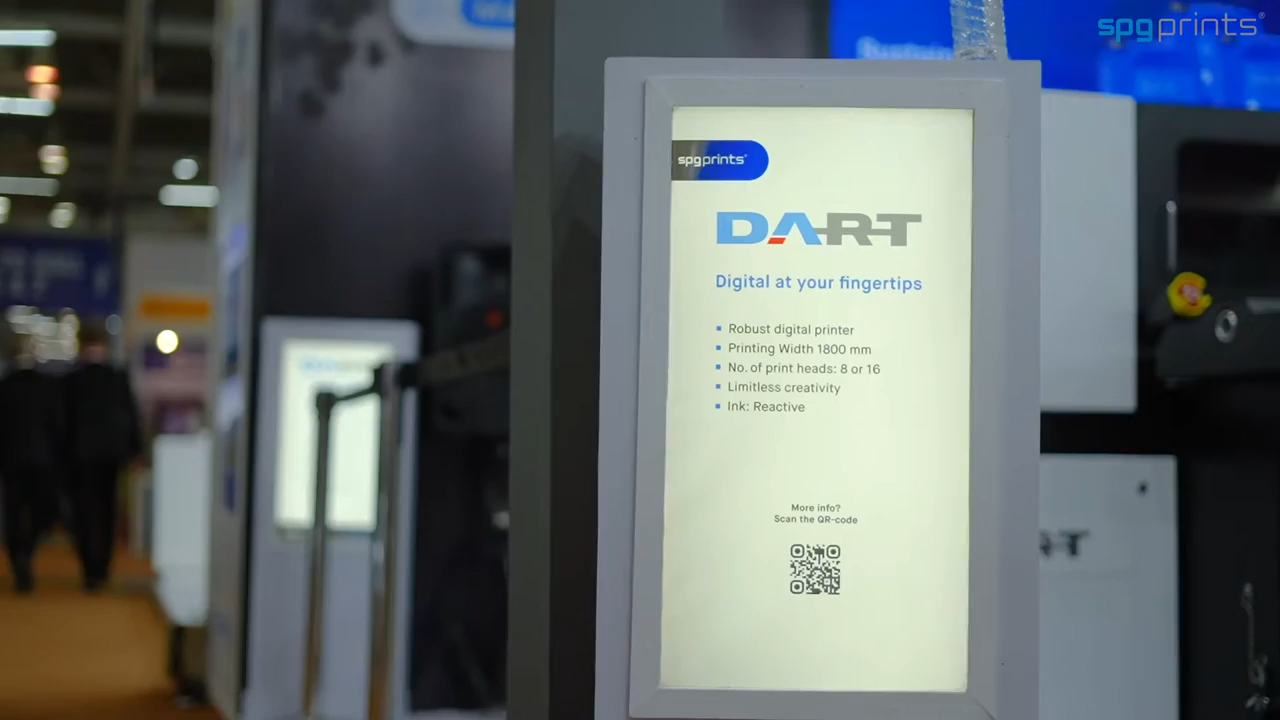 spgprints®
spgprints®
DART
Digital at your fingertips
Robust digital printer
Printing Width 1800 mm
No. of print heads: 8 or 16
Limitless creativity
Ink: Reactive
More info?
Scan the QR-code